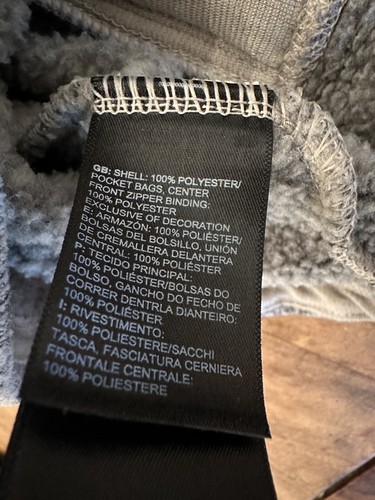 GB: SHELL: 100% POLYESTER/
POCKET BAGS, CENTER
FRONT ZIPPER BINDING:
100% POLYESTER
EXCLUSIVE OF DECORATION
E: ARMAZÓN: 100% POLIÉSTER/
BOLSAS DEL BOLSILLO, UNIÓN
DE CREMALLERA DELANTERA
CENTRAL: 100% POLIÉSTER
P: TECIDO PRINCIPAL:
100% POLIÉSTER/BOLSAS DO
BOLSO, GANCHO DO FECHO DE
CORRER DENTRLA DIANTEIRO:
100% POLIÉSTER
I: RIVESTIMENTO:
100% POLIESTERE/SACCHI
TASCA, FASCIATURA CERNIERA
FRONTALE CENTRALE:
100% POLIESTERE